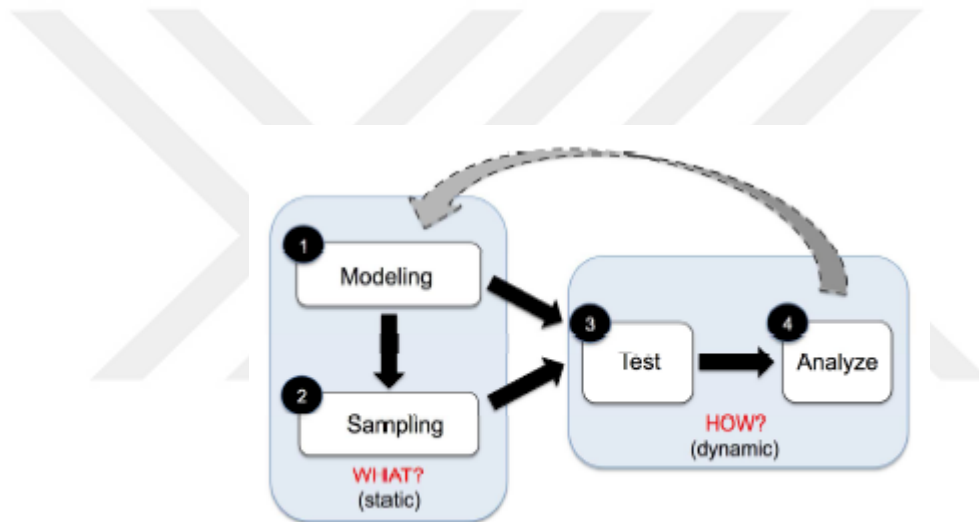 1
Modeling
2
Sampling
WHAT?
(static)
3
Test
4
Analyze
HOW?
(dynamic)